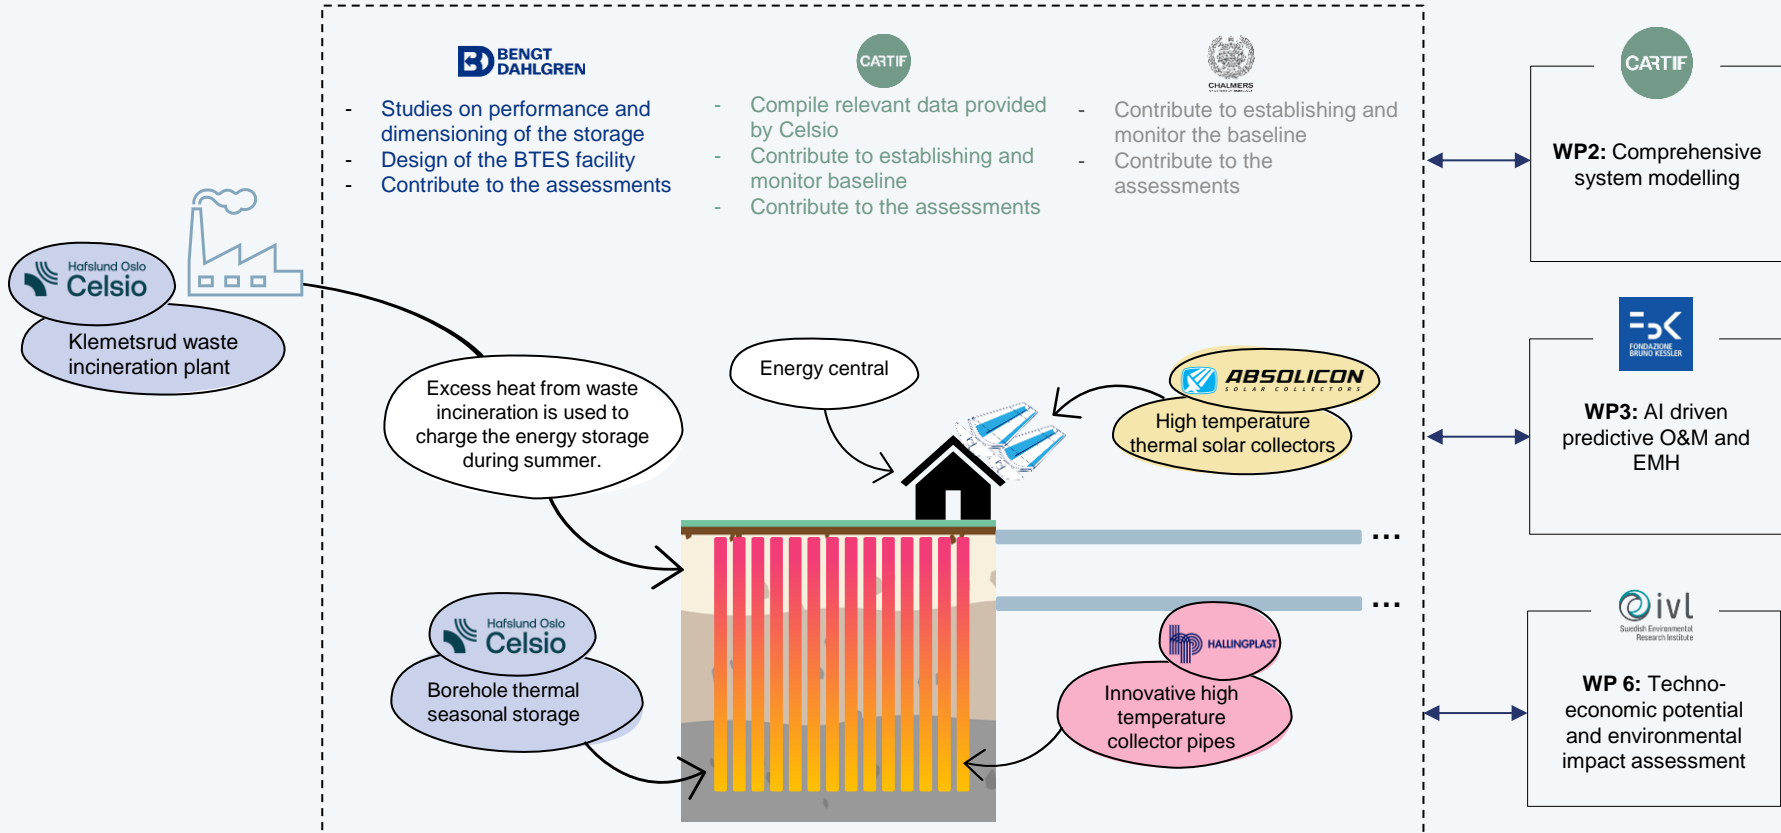 BENGT
DAHLGREN
- Studies on performance and
dimensioning of the storage
- Design of the BTES facility
- Contribute to the assessments
CARTIF
- Compile relevant data provided
by Celsio
- Contribute to establishing and
monitor baseline
- Contribute to the assessments
CHALMERS
- Contribute to establishing and
monitor the baseline
- Contribute to the
assessments
CARTIF
WP2: Comprehensive
system modelling
Hafslund Oslo
Celsio
Klemetsrud waste
incineration plant
Excess heat from waste
incineration is used to
charge the energy storage
during summer.
Energy central
ABSOLICON
SOLAR COLLECTORS
High temperature
thermal solar collectors
FONDAZIONE
BRUNO KESSLER
WP3: AI driven
predictive O&M and
EMH
...
...
Hafslund Oslo
Celsio
Borehole thermal
seasonal storage
HALLINGPLAST
Innovative high
temperature
collector pipes
ivl
Swedish Environmental
Research Institute
WP 6: Techno-
economic potential
and environmental
impact assessment